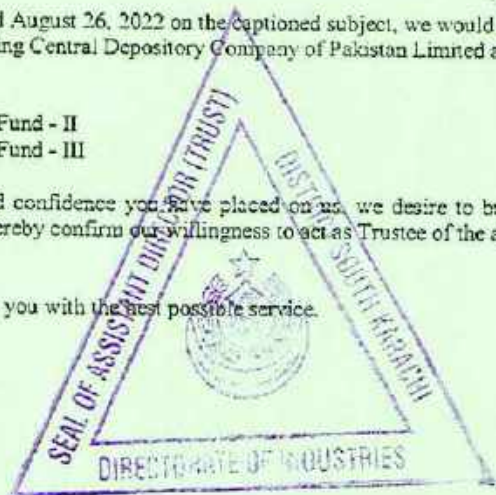 August 26, 2022 on the captioned subject, we would
ing Central Depository Company of Pakistan Limited a
Fund - II
Fund - III
confidence you have placed on us, we desire to be
ereby confirm our willingness to act as Trustee of the a
you with the best possible service.
SEAL OF ASSISTANT DIRECTOR (TRUST)
DISTRICT SOUTH KARACHI
DIRECTORATE OF INDUSTRIES